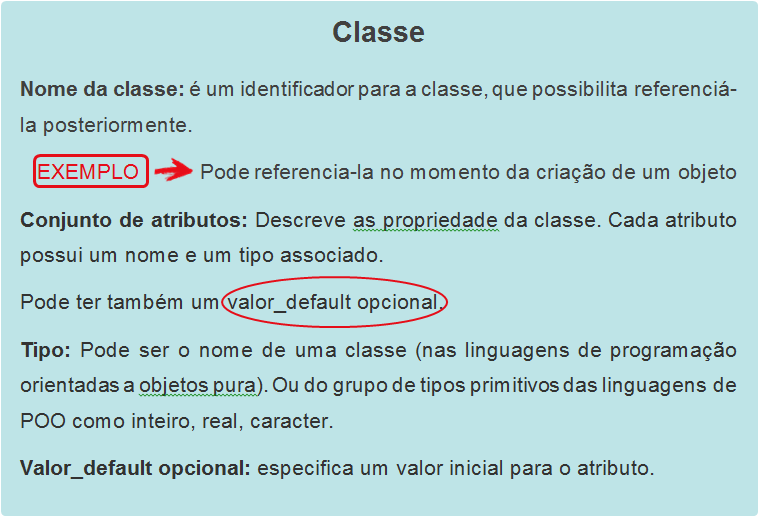 Classe
Nome da classe: é um identificador para a classe, que possibilita referenciá-
la posteriormente.
EXEMPLO Pode referencia-la no momento da criação de um objeto
Conjunto de atributos: Descreve as propriedade da classe. Cada atributo
possui um nome e um tipo associado.
Pode ter também um valor_default opcional.
Tipo: Pode ser o nome de uma classe (nas linguagens de programação
orientadas a objetos pura). Ou do grupo de tipos primitivos das linguagens de
POO como inteiro, real, caracter.
Valor_default opcional: especifica um valor inicial para o atributo.